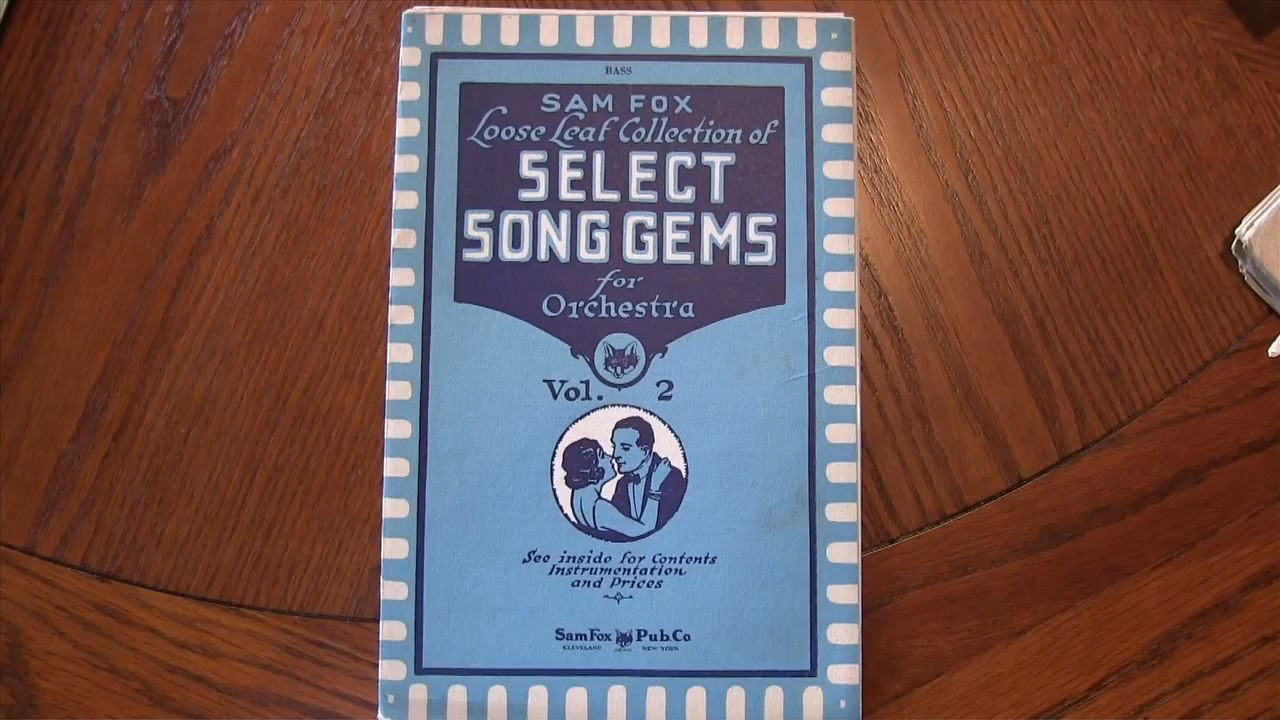 BASS
SAM FOX
Loose Leaf Collection of
SELECT
SONG GEMS
for
Orchestra
Vol. 2
See inside for Contents
Instrumentation
and Prices
Sam Fox Pub. Co
CLEVELAND NEW YORK